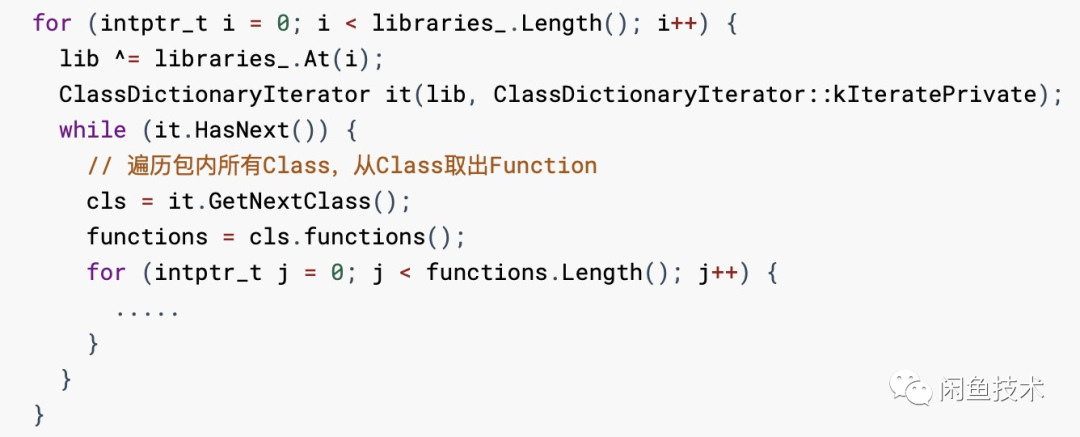 for (intptr_t i = 0; i < libraries_.Length(); i++) {
  lib ^= libraries_.At(i);
  ClassDictionaryIterator it(lib, ClassDictionaryIterator::kIteratePrivate);
  while (it.HasNext()) {
    // 遍历包内所有Class，从Class取出Function
    cls = it.GetNextClass();
    functions = cls.functions();
    for (intptr_t j = 0; j < functions.Length(); j++) {
      .....
    }
  }
}
闲鱼技术